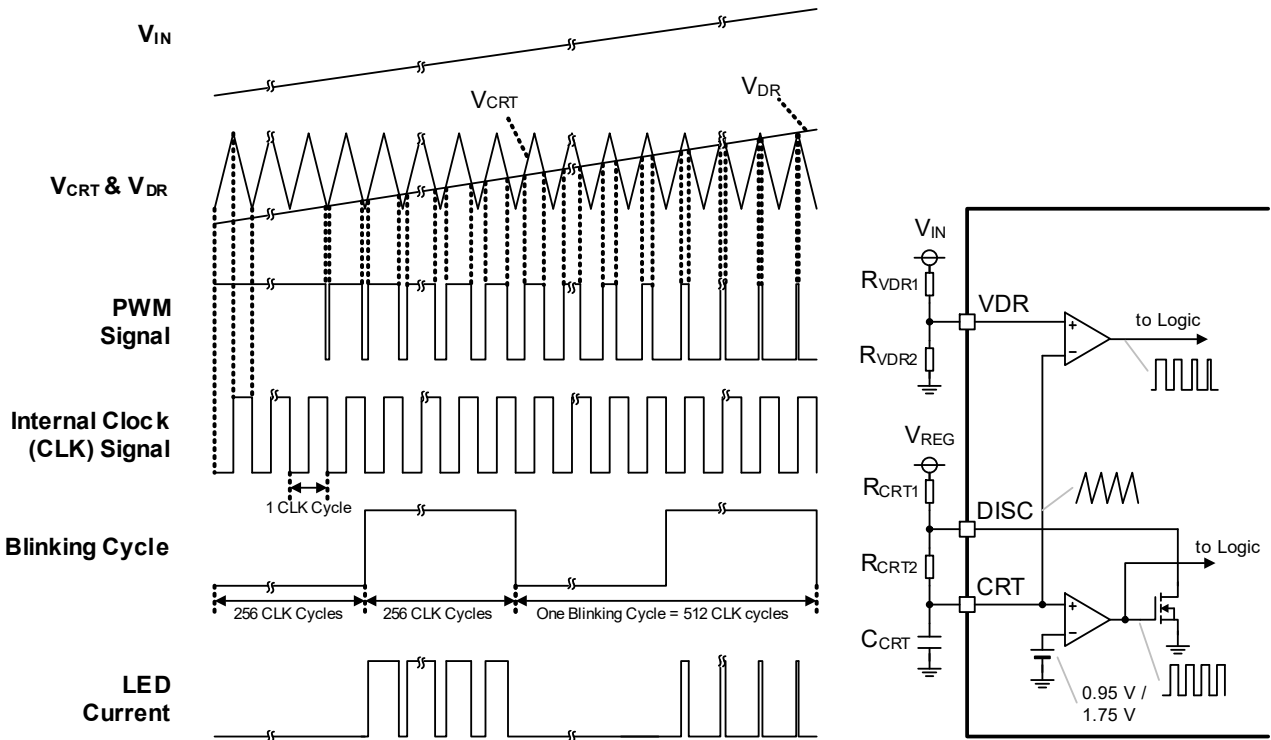 VIN
VCRT
VDR
VCRT & VDR
PWM
Signal
Internal Clock
(CLK) Signal
1 CLK Cycle
Blinking Cycle
256 CLK Cycles
256 CLK Cycles
One Blinking Cycle = 512 CLK cycles
LED
Current
VIN
RVDR1
VDR
+
−
to Logic
RVDR2
VREG
RCRT1
DISC
RCRT2
to Logic
CRT
+
−
CCRT
0.95 V /
1.75 V